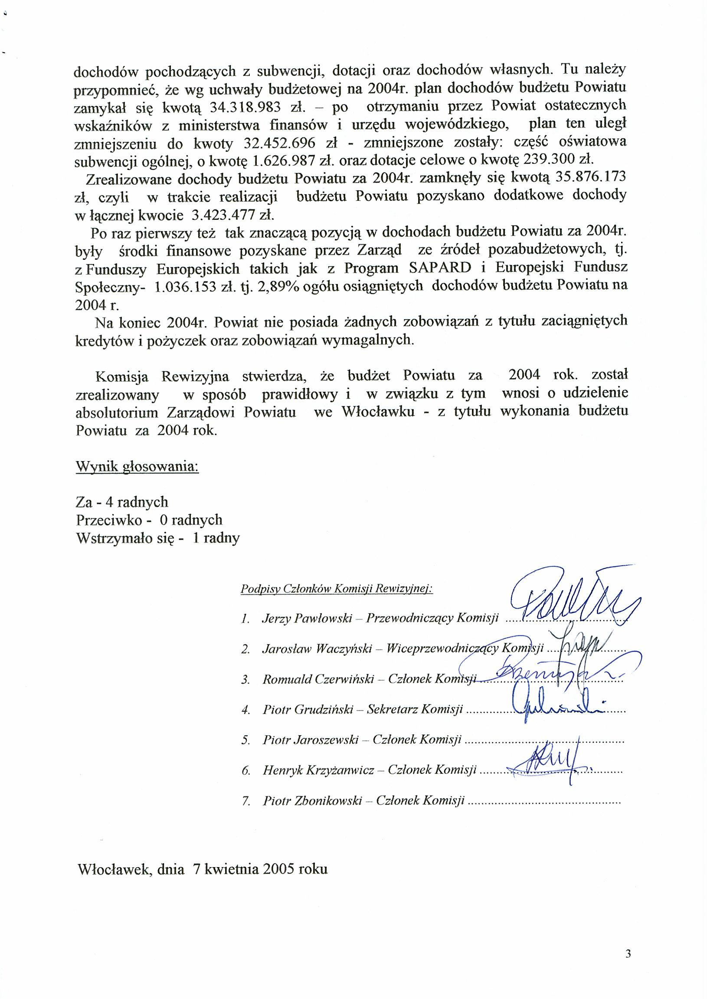 dochodów pochodzących z subwencji, dotacji oraz dochodów własnych. Tu należy
przypomnieć, że wg uchwały budżetowej na 2004r. plan dochodów budżetu Powiatu
zamykał się kwotą 34.318.983 zł. – po otrzymaniu przez Powiat ostatecznych
wskaźników z ministerstwa finansów i urzędu wojewódzkiego, plan ten uległ
zmniejszeniu do kwoty 32.452.696 zł - zmniejszone zostały: część oświatowa
subwencji ogólnej, o kwotę 1.626.987 zł. oraz dotacje celowe o kwotę 239.300 zł.
Zrealizowane dochody budżetu Powiatu za 2004r. zamknęły się kwotą 35.876.173
zł, czyli w trakcie realizacji budżetu Powiatu pozyskano dodatkowe dochody
w łącznej kwocie 3.423.477 zł.
Po raz pierwszy też tak znaczącą pozycją w dochodach budżetu Powiatu za 2004r.
były środki finansowe pozyskane przez Zarząd ze źródeł pozabudżetowych, tj.
z Funduszy Europejskich takich jak z Program SAPARD i Europejski Fundusz
Społeczny- 1.036.153 zł. tj. 2,89% ogółu osiągniętych dochodów budżetu Powiatu na
2004 r.
Na koniec 2004r. Powiat nie posiada żadnych zobowiązań z tytułu zaciągniętych
kredytów i pożyczek oraz zobowiązań wymagalnych.
Komisja Rewizyjna stwierdza, że budżet Powiatu za 2004 rok. został
zrealizowany w sposób prawidłowy i w związku z tym wnosi o udzielenie
absolutorium Zarządowi Powiatu we Włocławku - z tytułu wykonania budżetu
Powiatu za 2004 rok.
Wynik głosowania:
Za - 4 radnych
Przeciwko - 0 radnych
Wstrzymało się - 1 radny
Podpisy Członków Komisji Rewizyjnej:
1. Jerzy Pawłowski – Przewodniczący Komisji ..........
2. Jarosław Waczyński – Wiceprzewodniczący Komisji ..........
3. Romuald Czerwiński – Członek Komisji ..........
4. Piotr Grudziński – Sekretarz Komisji ..........
5. Piotr Jaroszewski – Członek Komisji ..........
6. Henryk Krzyżanwicz – Członek Komisji ..........
7. Piotr Zbonikowski – Członek Komisji ..........
Włocławek, dnia 7 kwietnia 2005 roku
3